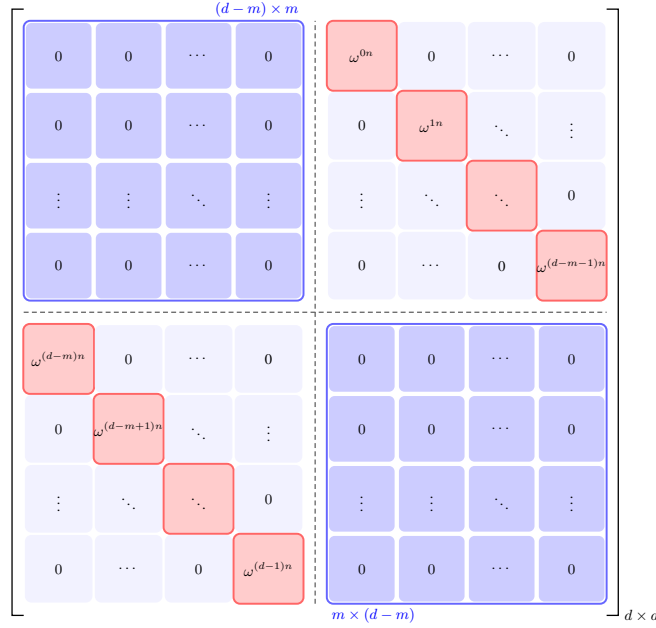 (d − m) × m
0 0 ⋯ 0 ω^{0n} 0 ⋯ 0
0 0 ⋯ 0 0 ω^{1n} ⋱ ⋮
⋮ ⋮ ⋱ ⋮ ⋮ ⋱ ⋱ 0
0 0 ⋯ 0 0 ⋯ 0 ω^{(d−m−1)n}
ω^{(d−m)n} 0 ⋯ 0 0 0 ⋯ 0
0 ω^{(d−m+1)n} ⋱ ⋮ 0 0 ⋯ 0
⋮ ⋱ ⋱ 0 ⋮ ⋮ ⋱ ⋮
0 ⋯ 0 ω^{(d−1)n} 0 0 ⋯ 0
m × (d − m)
d ×